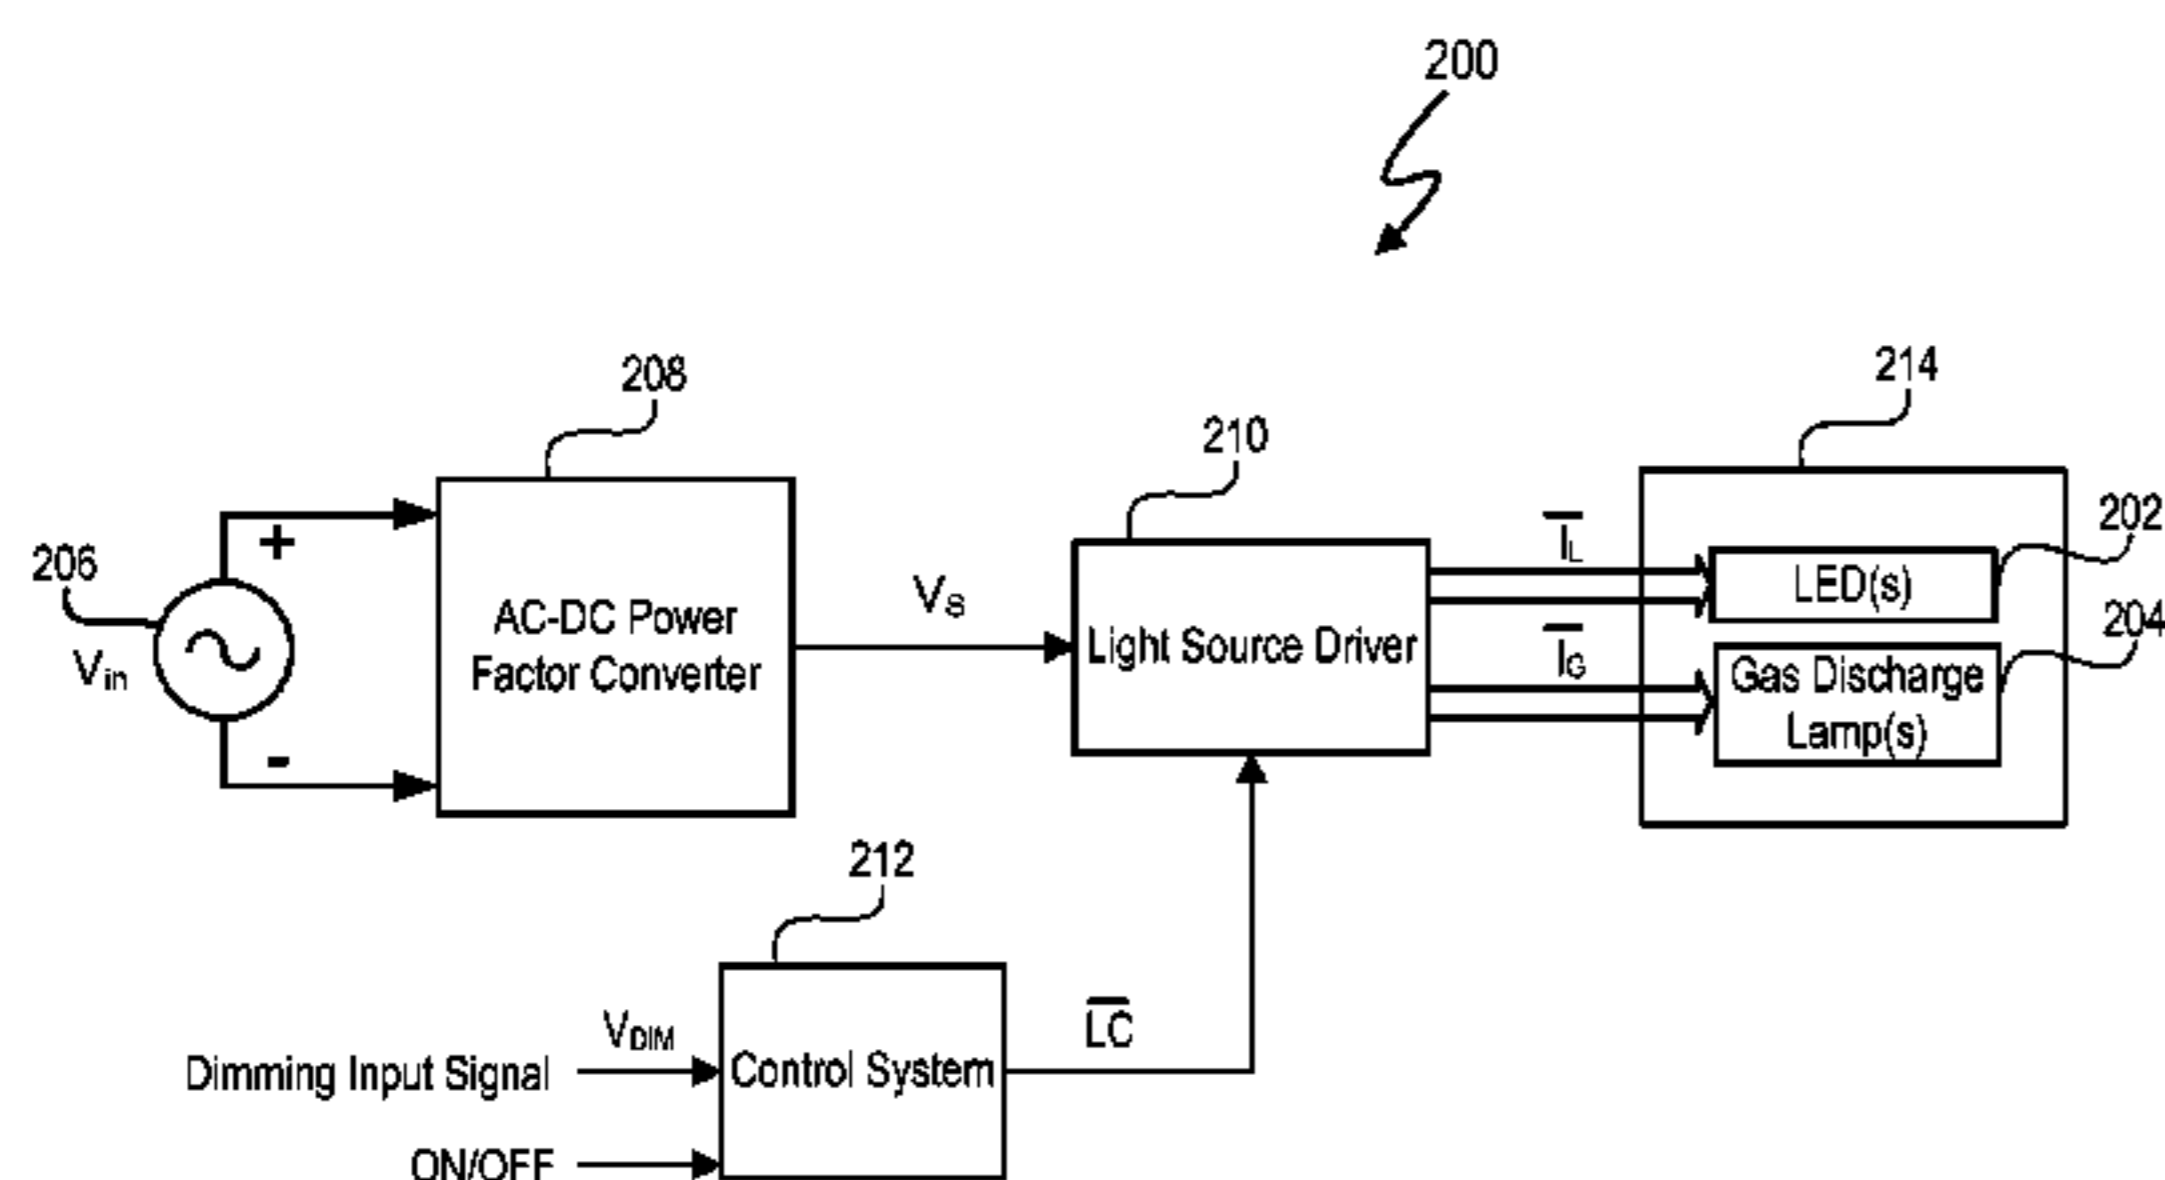 200
208
214
210
202
206
+
AC-DC Power
Factor Converter
Vin
-
VS
Light Source Driver
IL
LED(s)
204
IG
Gas Discharge
Lamp(s)
212
VDIM
Dimming Input Signal
Control System
LC
ON/OFF